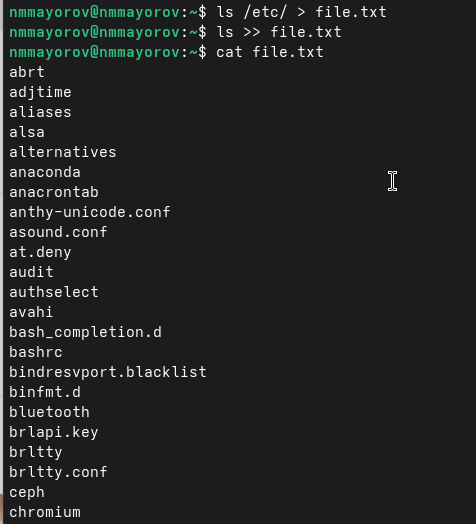 nmmayorov@nmmayorov:~$ ls /etc/ > file.txt
nmmayorov@nmmayorov:~$ ls >> file.txt
nmmayorov@nmmayorov:~$ cat file.txt
abrt
adjtime
aliases
alsa
alternatives
anaconda
anacrontab
anthy-unicode.conf
asound.conf
at.deny
audit
authselect
avahi
bash_completion.d
bashrc
bindresvport.blacklist
binfmt.d
bluetooth
brlapi.key
brltty
brltty.conf
ceph
chromium